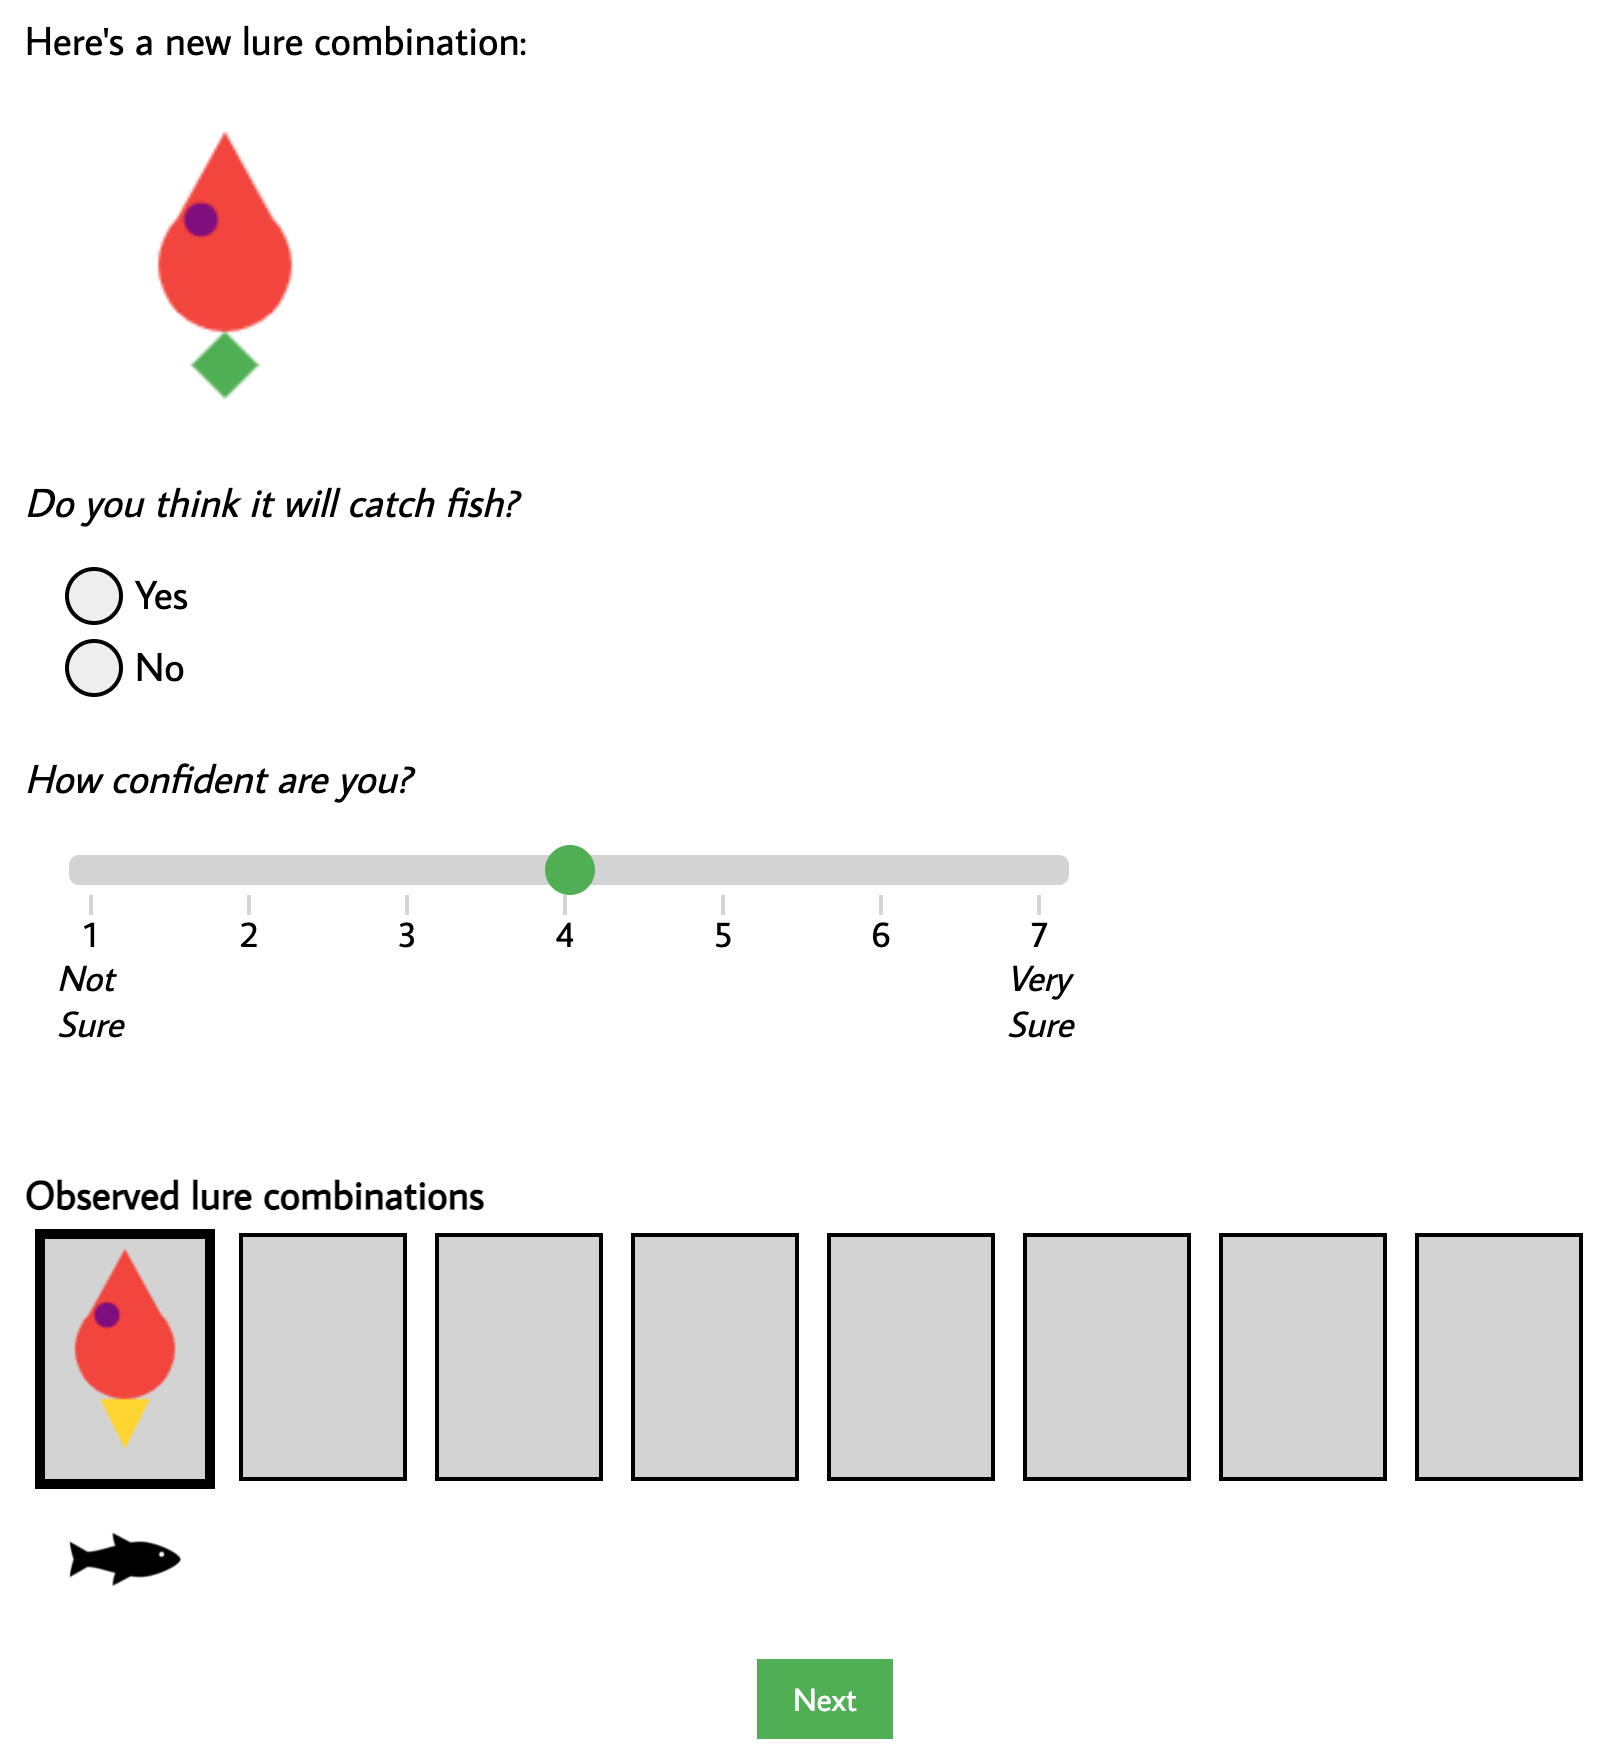 Here's a new lure combination:
Do you think it will catch fish?
Yes
No
How confident are you?
1 2 3 4 5 6 7
Not Very
Sure Sure
Observed lure combinations
Next